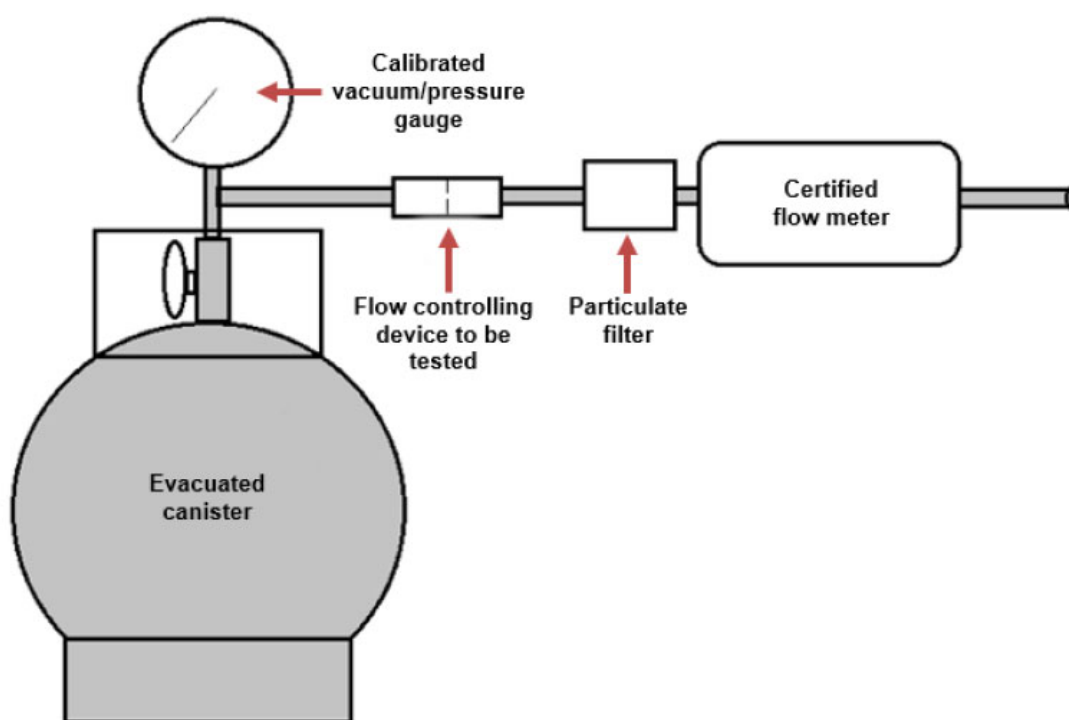 Calibrated
vacuum/pressure
gauge
Certified
flow meter
Flow controlling
device to be
tested
Particulate
filter
Evacuated
canister